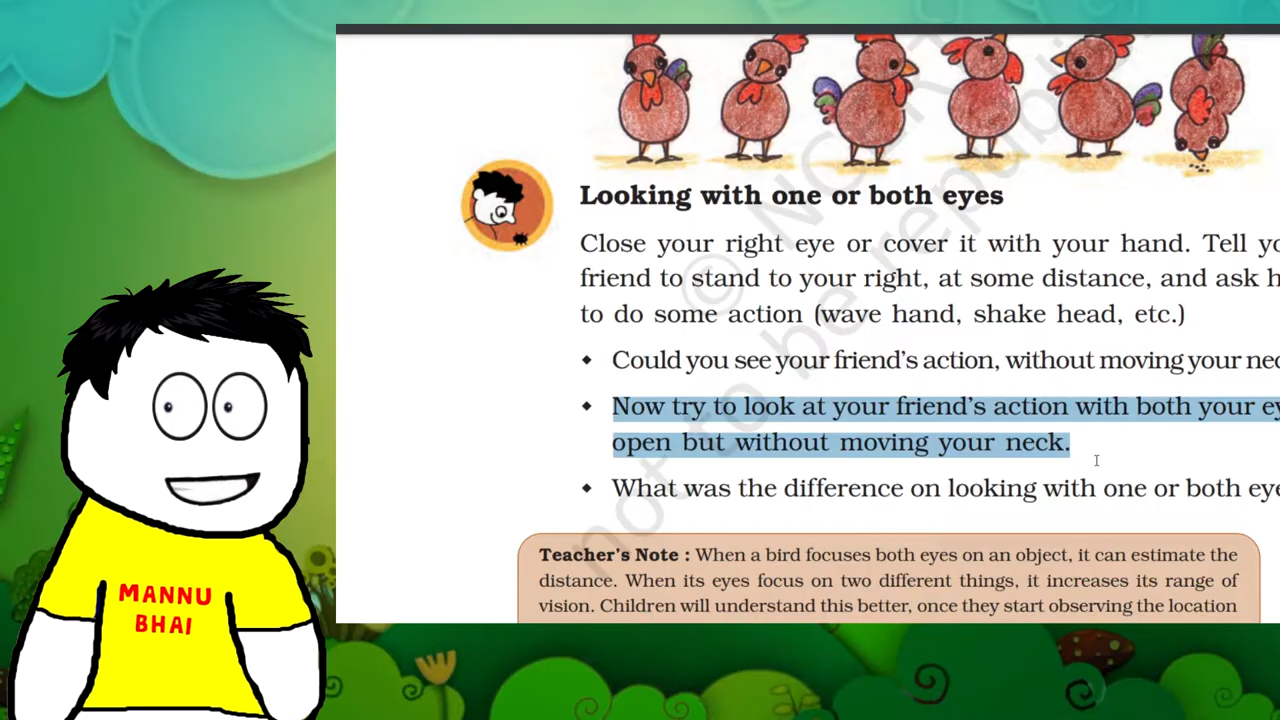 Looking with one or both eyes
Close your right eye or cover it with your hand. Tell
friend to stand to your right, at some distance, and ask
to do some action (wave hand, shake head, etc.)
◆ Could you see your friend's action, without moving your
◆ Now try to look at your friend's action with both your
open but without moving your neck.
◆ What was the difference on looking with one or both
Teacher's Note : When a bird focuses both eyes on an object, it can estimate the
distance. When its eyes focus on two different things, it increases its range of
vision. Children will understand this better, once they start observing the location
MANNU
BHAI
not to be republ